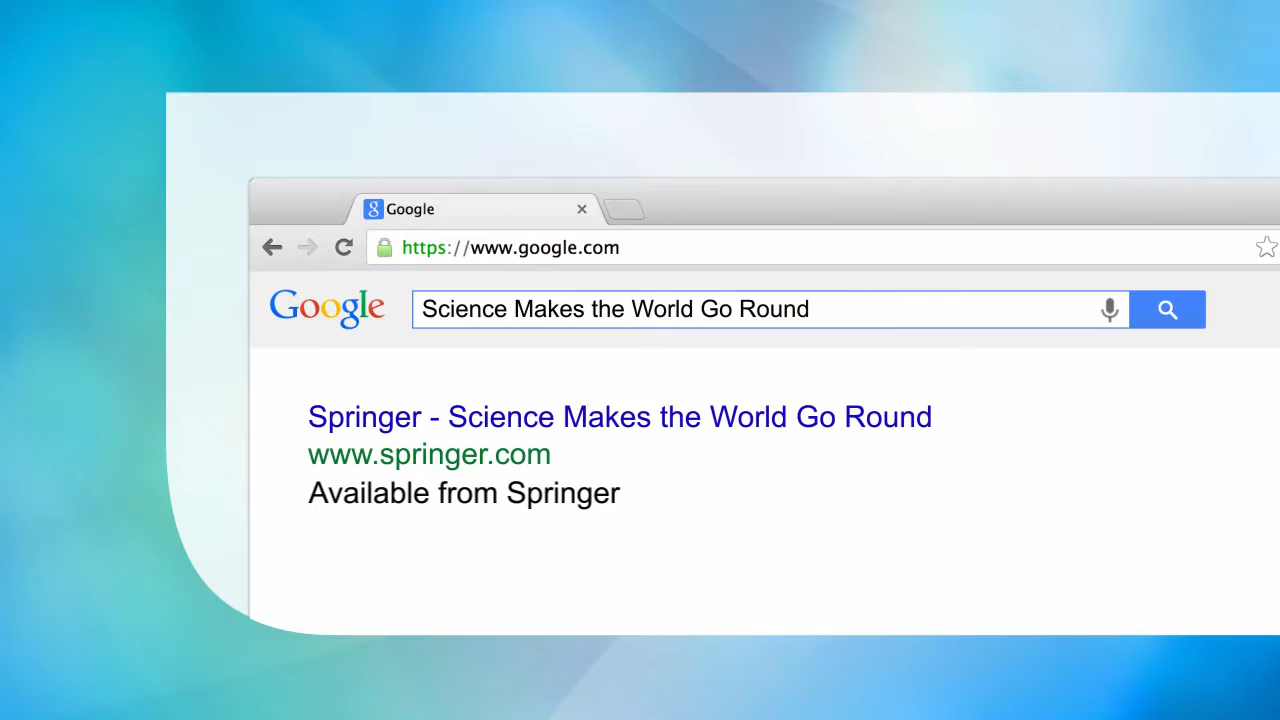 Google
https://www.google.com
Google
Science Makes the World Go Round
Springer - Science Makes the World Go Round
www.springer.com
Available from Springer